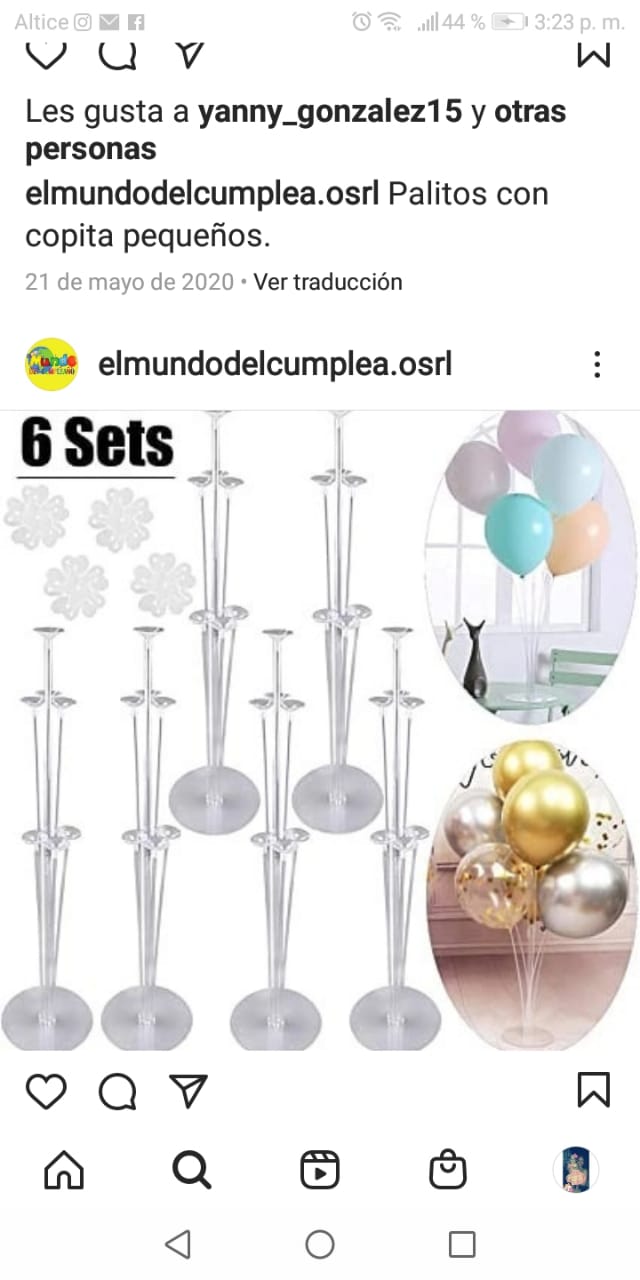 Altice 44 % 3:23 p. m.
Les gusta a yanny_gonzalez15 y otras
personas
elmundodelcumplea.osrl Palitos con
copita pequeños.
21 de mayo de 2020 • Ver traducción
Mundo
elmundodelcumplea.osrl
6 Sets